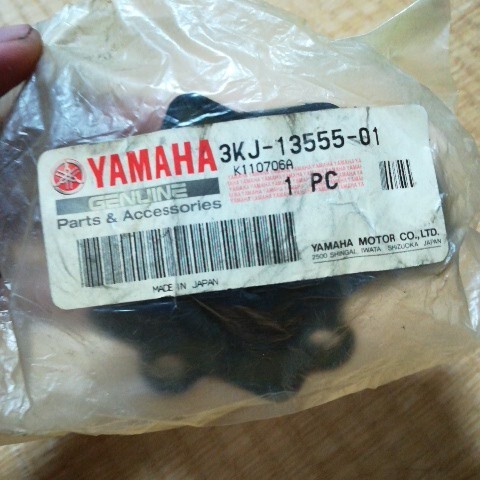 YAMAHA 3KJ-13555-01
K110706A
GENUINE
1 PC
Parts & Accessories
YAMAHA MOTOR CO., LTD.
2500 SHINGAI, IWATA SHIZUOKA JAPAN
MADE IN JAPAN